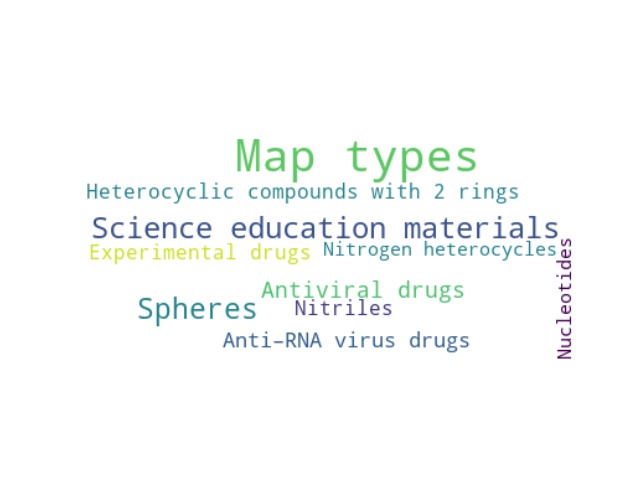 Map types
Heterocyclic compounds with 2 rings
Science education materials
Experimental drugs
Nitrogen heterocycles
Nucleotides
Antiviral drugs
Spheres
Nitriles
Anti–RNA virus drugs